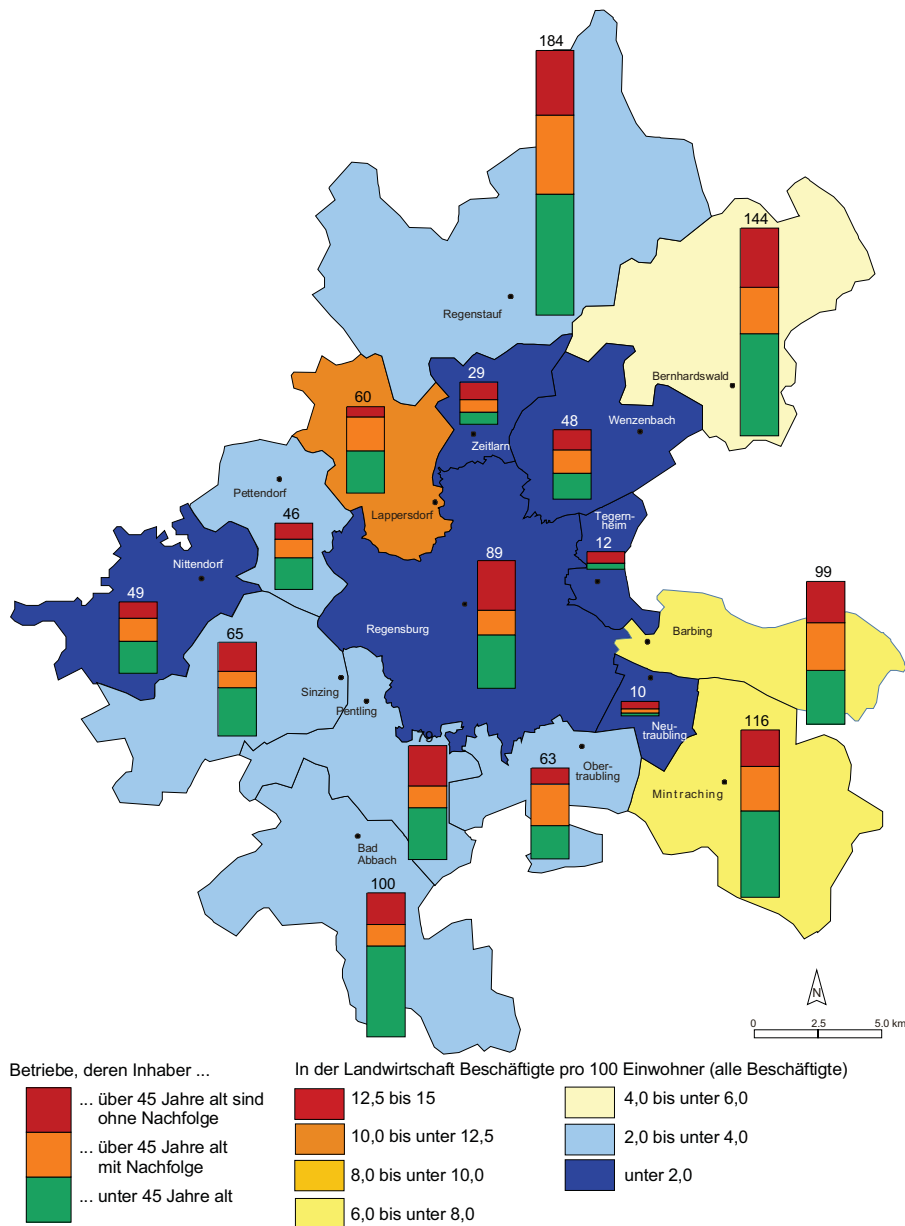 184
144
Regenstauf
Bernhardswald
29
60
48
Wenzenbach
Zeitlarn
Pettendorf
Lappersdorf
Tegern-
heim
46
12
Nittendorf
89
99
49
Regensburg
65
Barbing
Sinzing
Pentling
10
Neu-
traubling
79
116
63
Ober-
traubling
Mintraching
Bad
Abbach
100
N
0
2.5
5.0 km
Betriebe, deren Inhaber ...
... über 45 Jahre alt sind
ohne Nachfolge
... über 45 Jahre alt
mit Nachfolge
... unter 45 Jahre alt
In der Landwirtschaft Beschäftigte pro 100 Einwohner (alle Beschäftigte)
12,5 bis 15
10,0 bis unter 12,5
8,0 bis unter 10,0
6,0 bis unter 8,0
4,0 bis unter 6,0
2,0 bis unter 4,0
unter 2,0